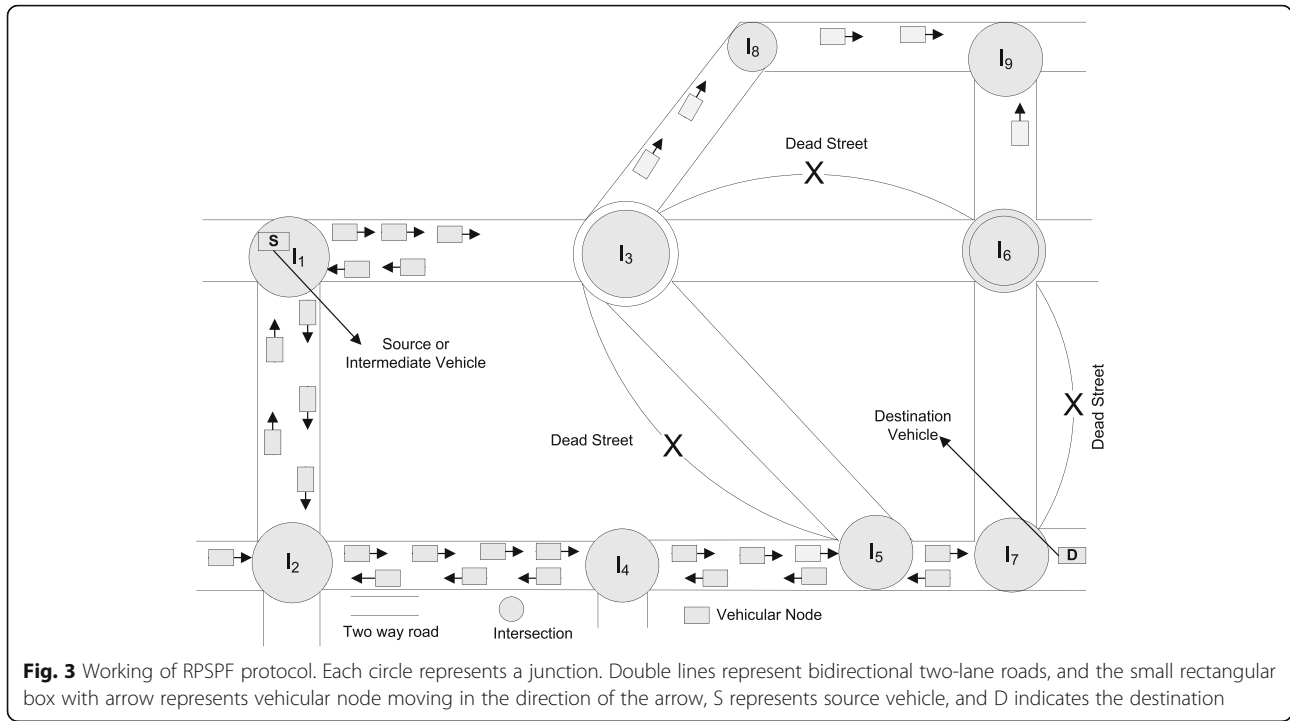 I8
I9
Dead Street
X
S
I1
I3
I6
Source or
Intermediate Vehicle
Destination
Vehicle
Dead Street
X
X
Dead Street
I2
I4
I5
I7
D
Two way road
Intersection
Vehicular Node
Fig. 3 Working of RPSPF protocol. Each circle represents a junction. Double lines represent bidirectional two-lane roads, and the small rectangular
box with arrow represents vehicular node moving in the direction of the arrow, S represents source vehicle, and D indicates the destination